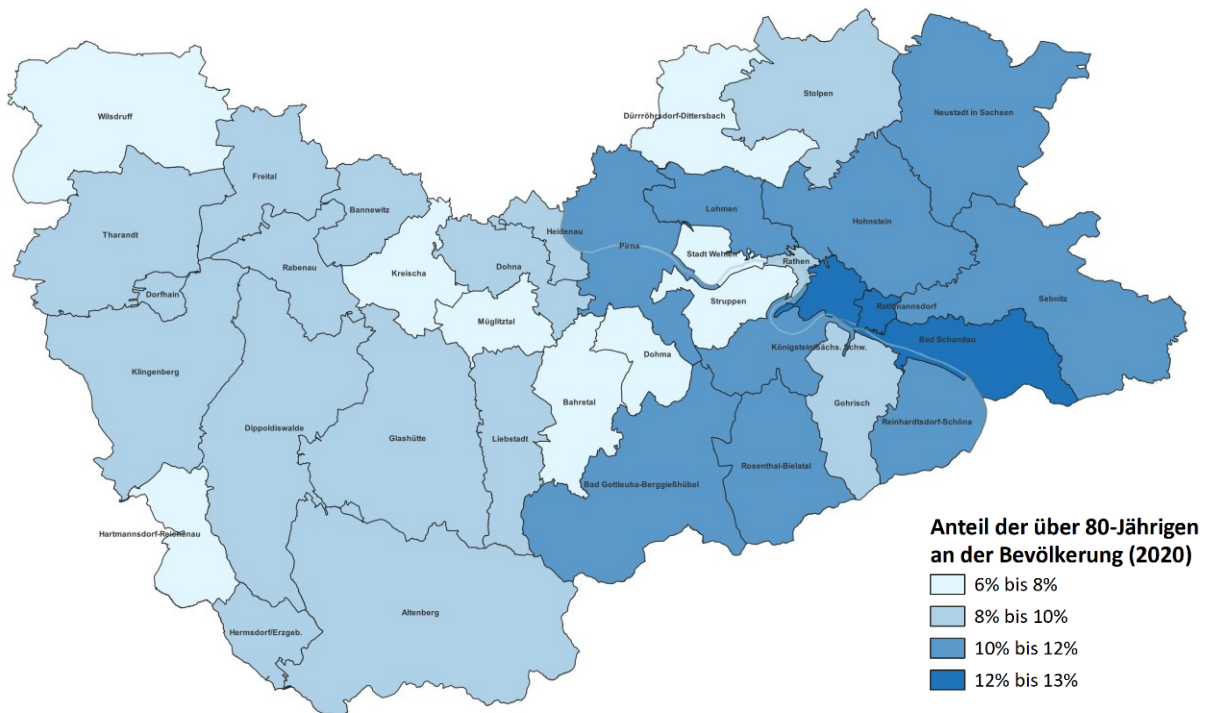 Stolpen
Wilsdruff
Dürrröhrsdorf-Dittersbach
Neustadt in Sachsen
Freital
Bannewitz
Lohmen
Hohnstein
Tharandt
Heidenau
Pirna
Stadt Wehlen
Rathen
Rabenau
Kreischa
Dohna
Dorfhain
Struppen
Rathmannsdorf
Sebnitz
Müglitztal
Bad Schandau
Königstein/Sächs. Schw.
Dohma
Klingenberg
Bahretal
Gohrisch
Dippoldiswalde
Glashütte
Liebstadt
Reinhardtsdorf-Schöna
Rosenthal-Bielatal
Bad Gottleuba-Berggießhübel
Hartmannsdorf-Reichenau
Altenberg
Hermsdorf/Erzgeb.
Anteil der über 80-Jährigen
an der Bevölkerung (2020)
6% bis 8%
8% bis 10%
10% bis 12%
12% bis 13%